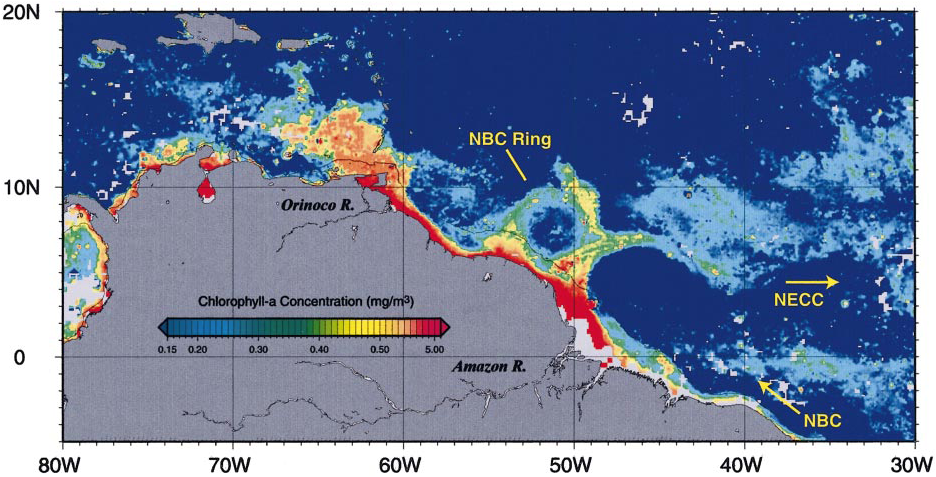 20N
NBC Ring
10N
Orinoco R.
NECC
Chlorophyll-a Concentration (mg/m³)
0.15 0.20 0.30 0.40 0.50 5.00
0
Amazon R.
NBC
80W 70W 60W 50W 40W 30W